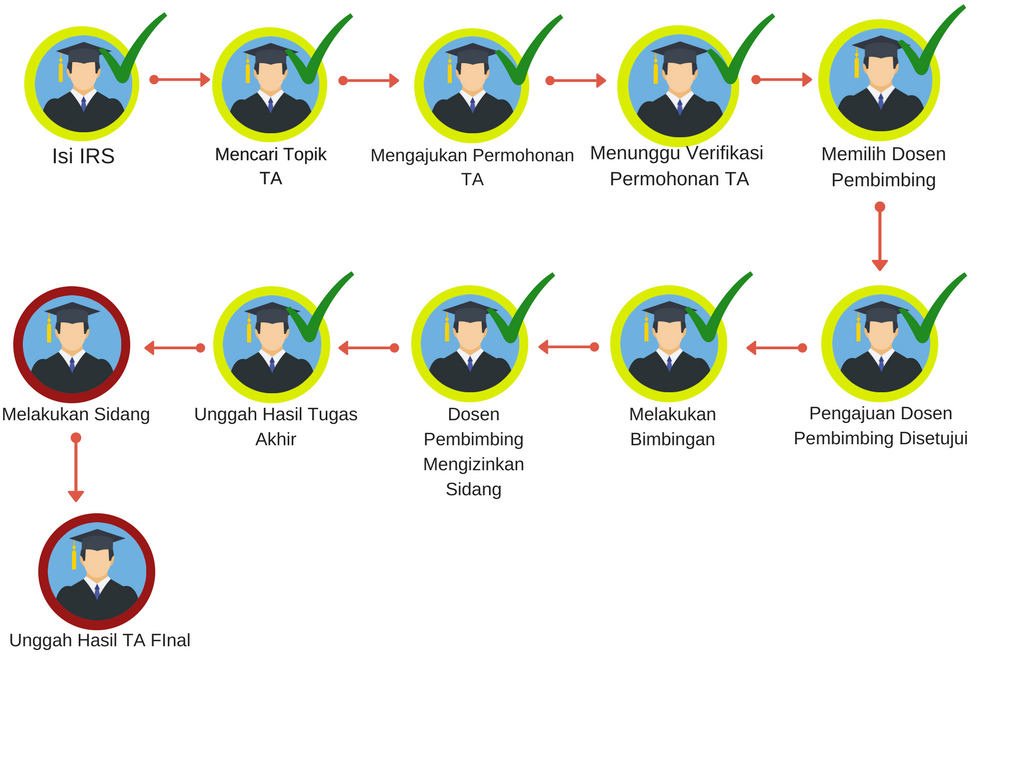 Isi IRS
Mencari Topik
TA
Mengajukan Permohonan
TA
Menunggu Verifikasi
Permohonan TA
Memilih Dosen
Pembimbing
Melakukan Sidang
Unggah Hasil Tugas
Akhir
Dosen
Pembimbing
Mengizinkan
Sidang
Melakukan
Bimbingan
Pengajuan Dosen
Pembimbing Disetujui
Unggah Hasil TA FInal